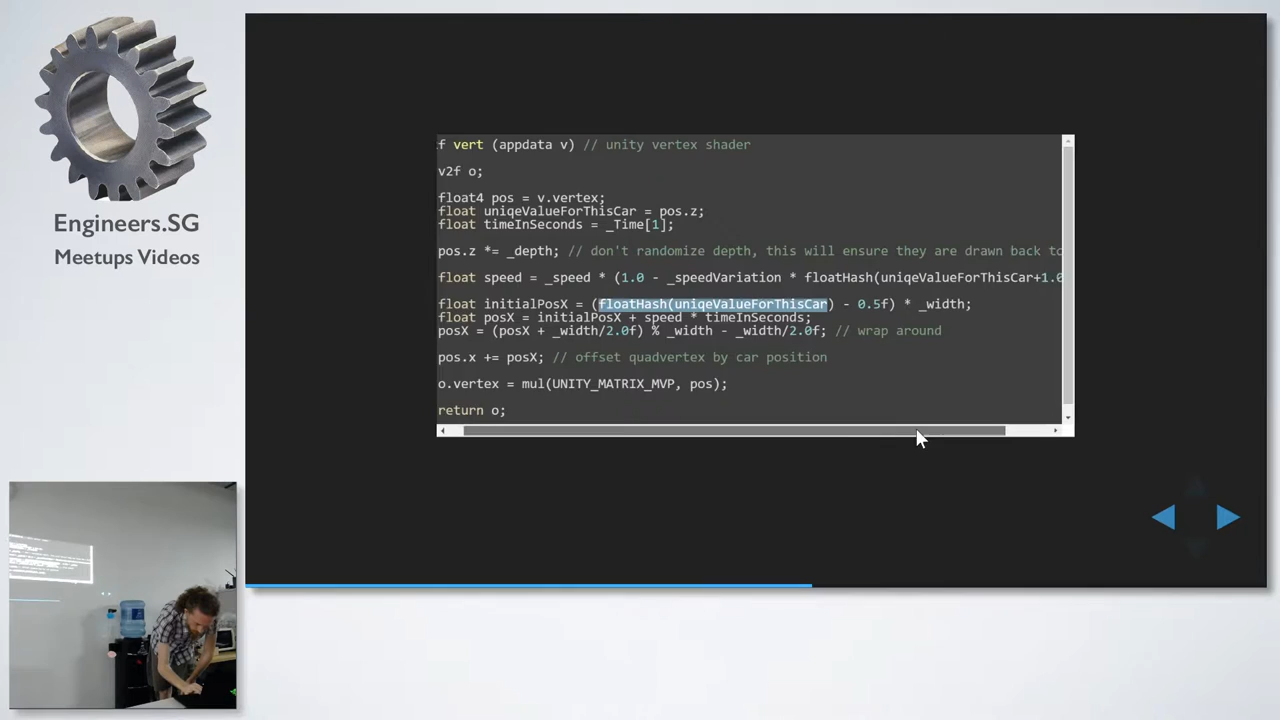 Engineers.SG
Meetups Videos
f vert (appdata v) // unity vertex shader
v2f o;
float4 pos = v.vertex;
float uniqeValueForThisCar = pos.z;
float timeInSeconds = _Time[1];
pos.z *= _depth; // don't randomize depth, this will ensure they are drawn back to
float speed = _speed * (1.0 - _speedVariation * floatHash(uniqeValueForThisCar+1.0
float initialPosX = (floatHash(uniqeValueForThisCar) - 0.5f) * _width;
float posX = initialPosX + speed * timeInSeconds;
posX = (posX + _width/2.0f) % _width - _width/2.0f; // wrap around
pos.x += posX; // offset quadvertex by car position
o.vertex = mul(UNITY_MATRIX_MVP, pos);
return o;